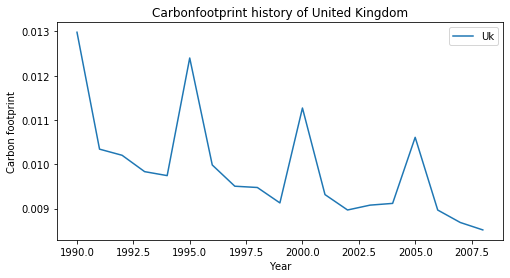 Carbonfootprint history of United Kingdom
Uk
0.013
0.012
0.011
0.010
0.009
Carbon footprint
1990.0 1992.5 1995.0 1997.5 2000.0 2002.5 2005.0 2007.5
Year